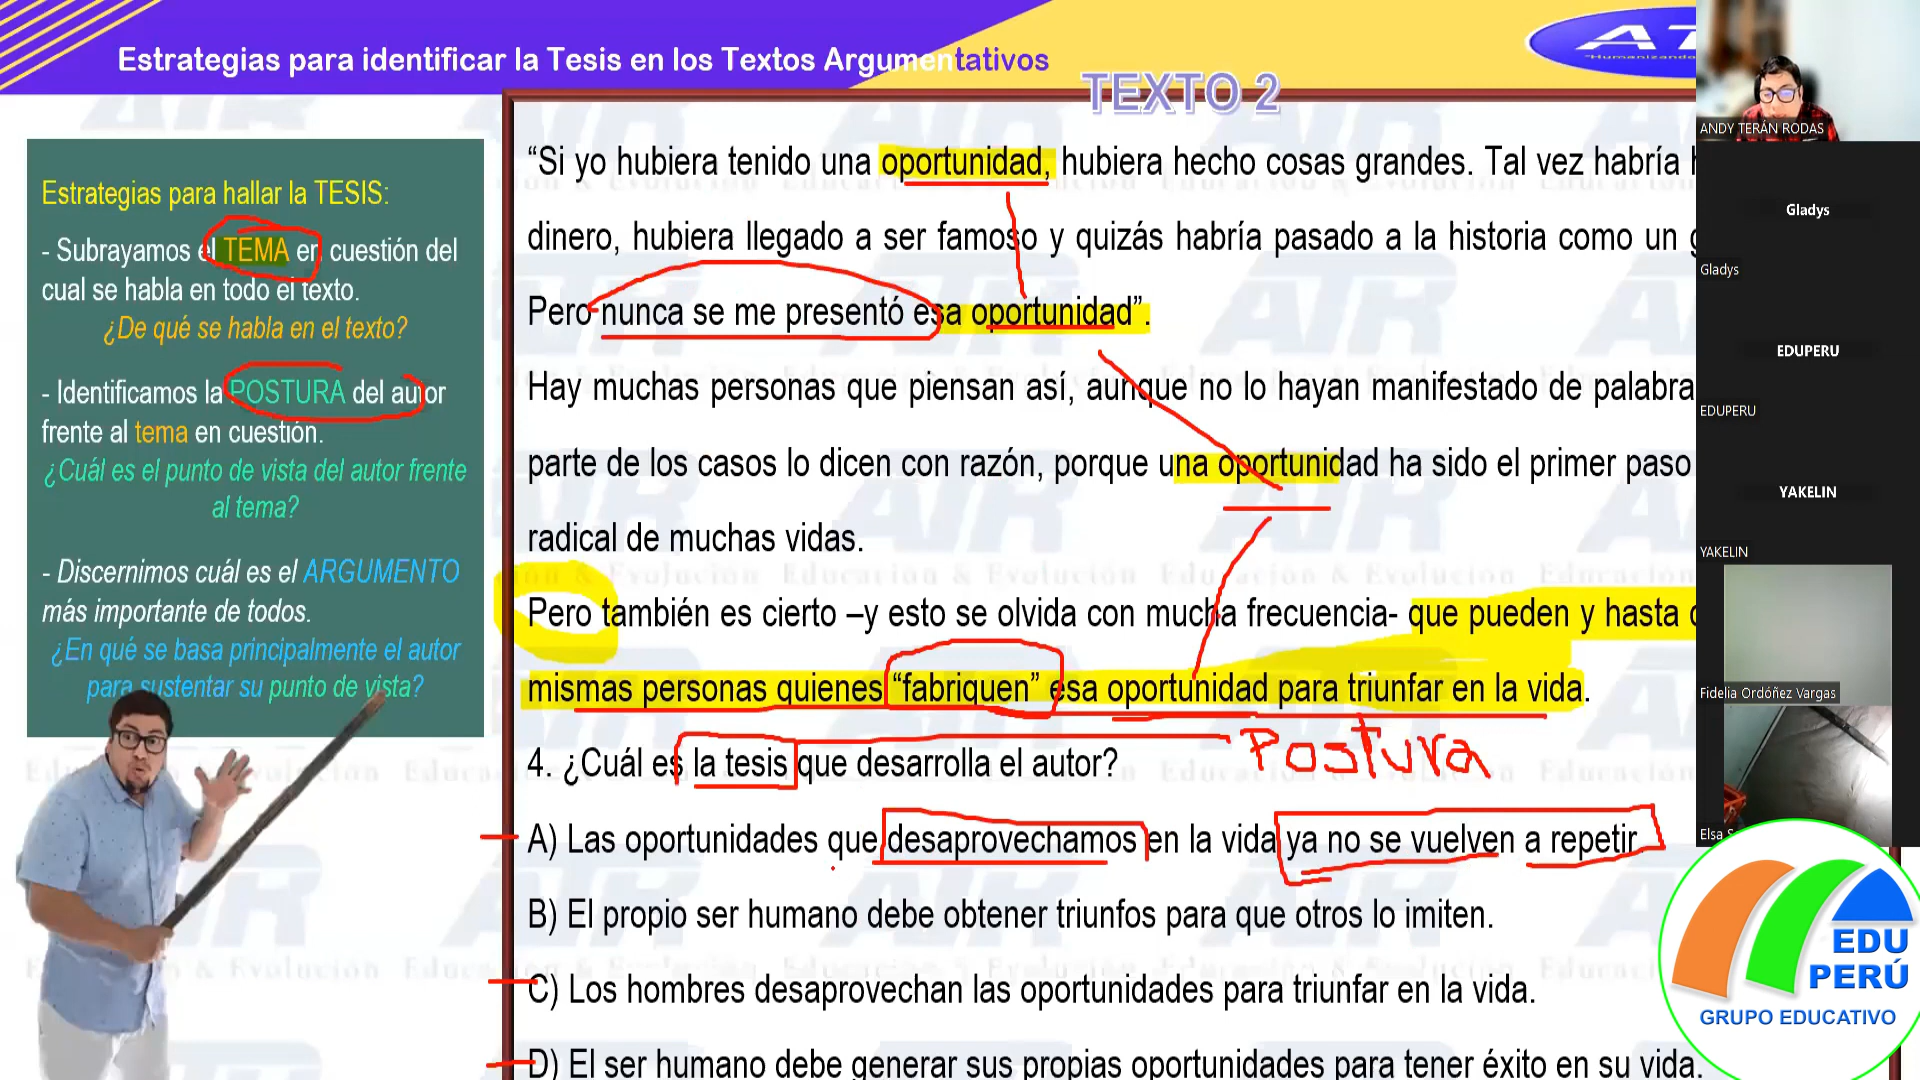 Estrategias para identificar la Tesis en los Textos Argumentativos
TEXTO 2
Estrategias para hallar la TESIS:
- Subrayamos el TEMA en cuestión del
cual se habla en todo el texto.
¿De qué se habla en el texto?
- Identificamos la POSTURA del autor
frente al tema en cuestión.
¿Cuál es el punto de vista del autor frente
al tema?
- Discernimos cuál es el ARGUMENTO
más importante de todos.
¿En qué se basa principalmente el autor
para sustentar su punto de vista?
“Si yo hubiera tenido una oportunidad, hubiera hecho cosas grandes. Tal vez habría
dinero, hubiera llegado a ser famoso y quizás habría pasado a la historia como un
Pero nunca se me presentó esa oportunidad”.
Hay muchas personas que piensan así, aunque no lo hayan manifestado de palabra
parte de los casos lo dicen con razón, porque una oportunidad ha sido el primer paso
radical de muchas vidas.
Pero también es cierto –y esto se olvida con mucha frecuencia- que pueden y hasta
mismas personas quienes “fabriquen” esa oportunidad para triunfar en la vida.
4. ¿Cuál es la tesis que desarrolla el autor?
Postura
A) Las oportunidades que desaprovechamos en la vida ya no se vuelven a repetir
B) El propio ser humano debe obtener triunfos para que otros lo imiten.
C) Los hombres desaprovechan las oportunidades para triunfar en la vida.
D) El ser humano debe generar sus propias oportunidades para tener éxito en su vida.
ANDY TERÁN RODAS
Gladys
Gladys
EDUPERU
EDUPERU
YAKELIN
YAKELIN
Fidelia Ordóñez Vargas
Elsa
EDU
PERÚ
GRUPO EDUCATIVO